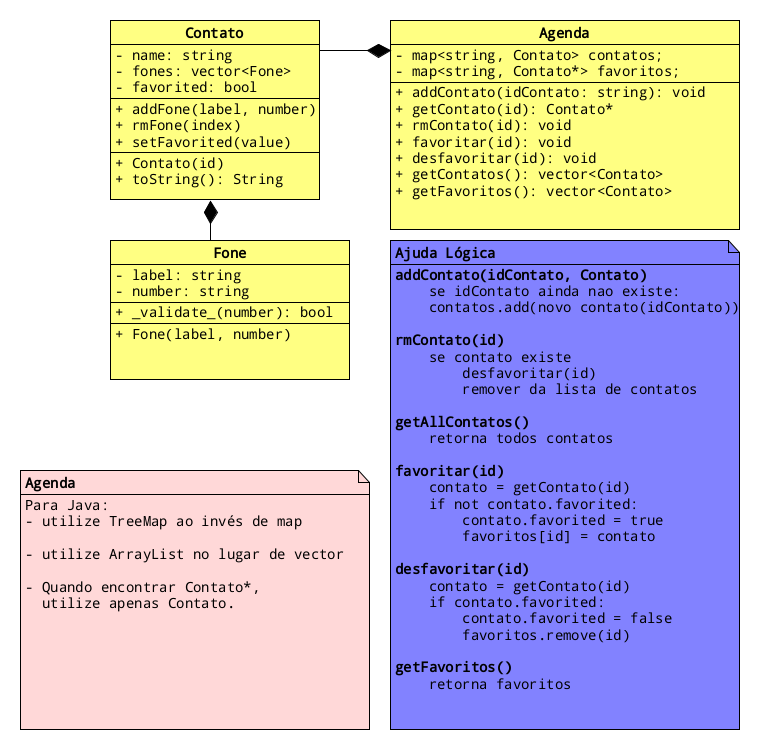 Contato
- name: string
- fones: vector<Fone>
- favorited: bool
+ addFone(label, number)
+ rmFone(index)
+ setFavorited(value)
+ Contato(id)
+ toString(): String
Agenda
- map<string, Contato> contatos;
- map<string, Contato*> favoritos;
+ addContato(idContato: string): void
+ getContato(id): Contato*
+ rmContato(id): void
+ favoritar(id): void
+ desfavoritar(id): void
+ getContatos(): vector<Contato>
+ getFavoritos(): vector<Contato>
Fone
- label: string
- number: string
+ _validate_(number): bool
+ Fone(label, number)
Ajuda Lógica
addContato(idContato, Contato)
se idContato ainda nao existe:
contatos.add(novo contato(idContato))
rmContato(id)
se contato existe
desfavoritar(id)
remover da lista de contatos
getAllContatos()
retorna todos contatos
favoritar(id)
contato = getContato(id)
if not contato.favorited:
contato.favorited = true
favoritos[id] = contato
desfavoritar(id)
contato = getContato(id)
if contato.favorited:
contato.favorited = false
favoritos.remove(id)
getFavoritos()
retorna favoritos
Agenda
Para Java:
- utilize TreeMap ao invés de map
- utilize ArrayList no lugar de vector
- Quando encontrar Contato*,
utilize apenas Contato.